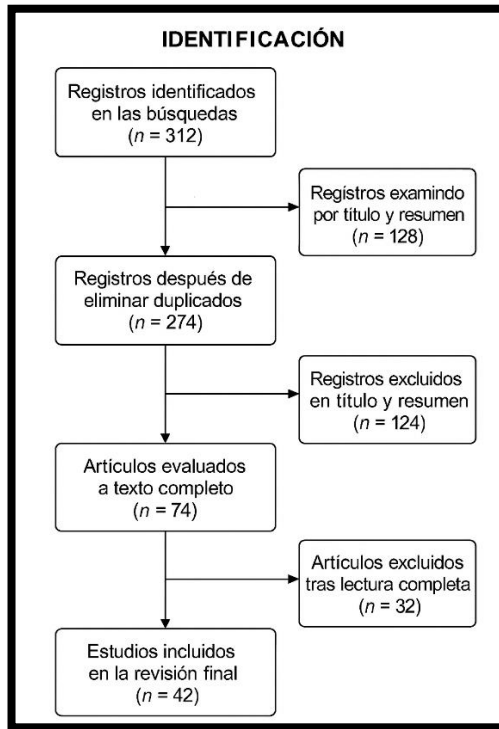 IDENTIFICACIÓN
Registros identificados
en las búsquedas
(n = 312)
Regístros examindo
por título y resumen
(n = 128)
Registros después de
eliminar duplicados
(n = 274)
Registros excluidos
en título y resumen
(n = 124)
Artículos evaluados
a texto completo
(n = 74)
Artículos excluidos
tras lectura completa
(n = 32)
Estudios incluidos
en la revisión final
(n = 42)